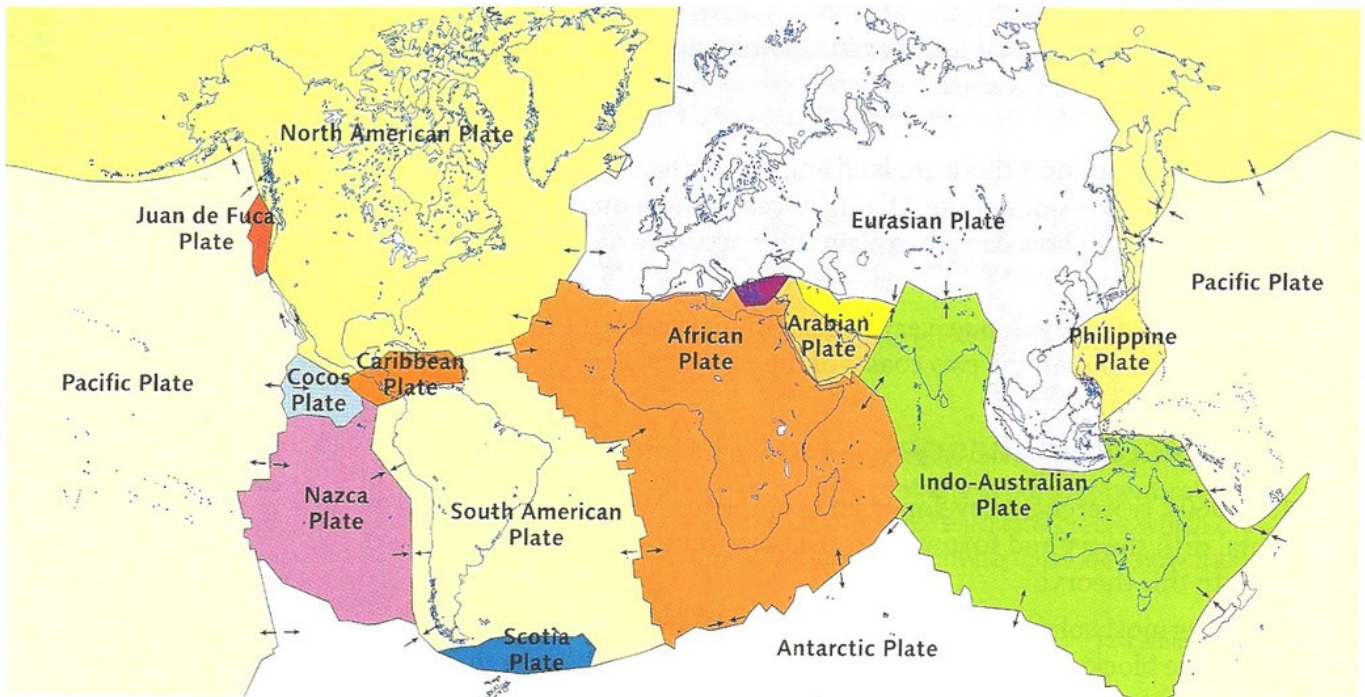 North American Plate
Juan de Fuca
Plate
Eurasian Plate
Pacific Plate
African
Plate
Arabian
Plate
Philippine
Plate
Caribbean
Plate
Cocos
Plate
Pacific Plate
Nazca
Plate
South American
Plate
Indo-Australian
Plate
Scotia
Plate
Antarctic Plate